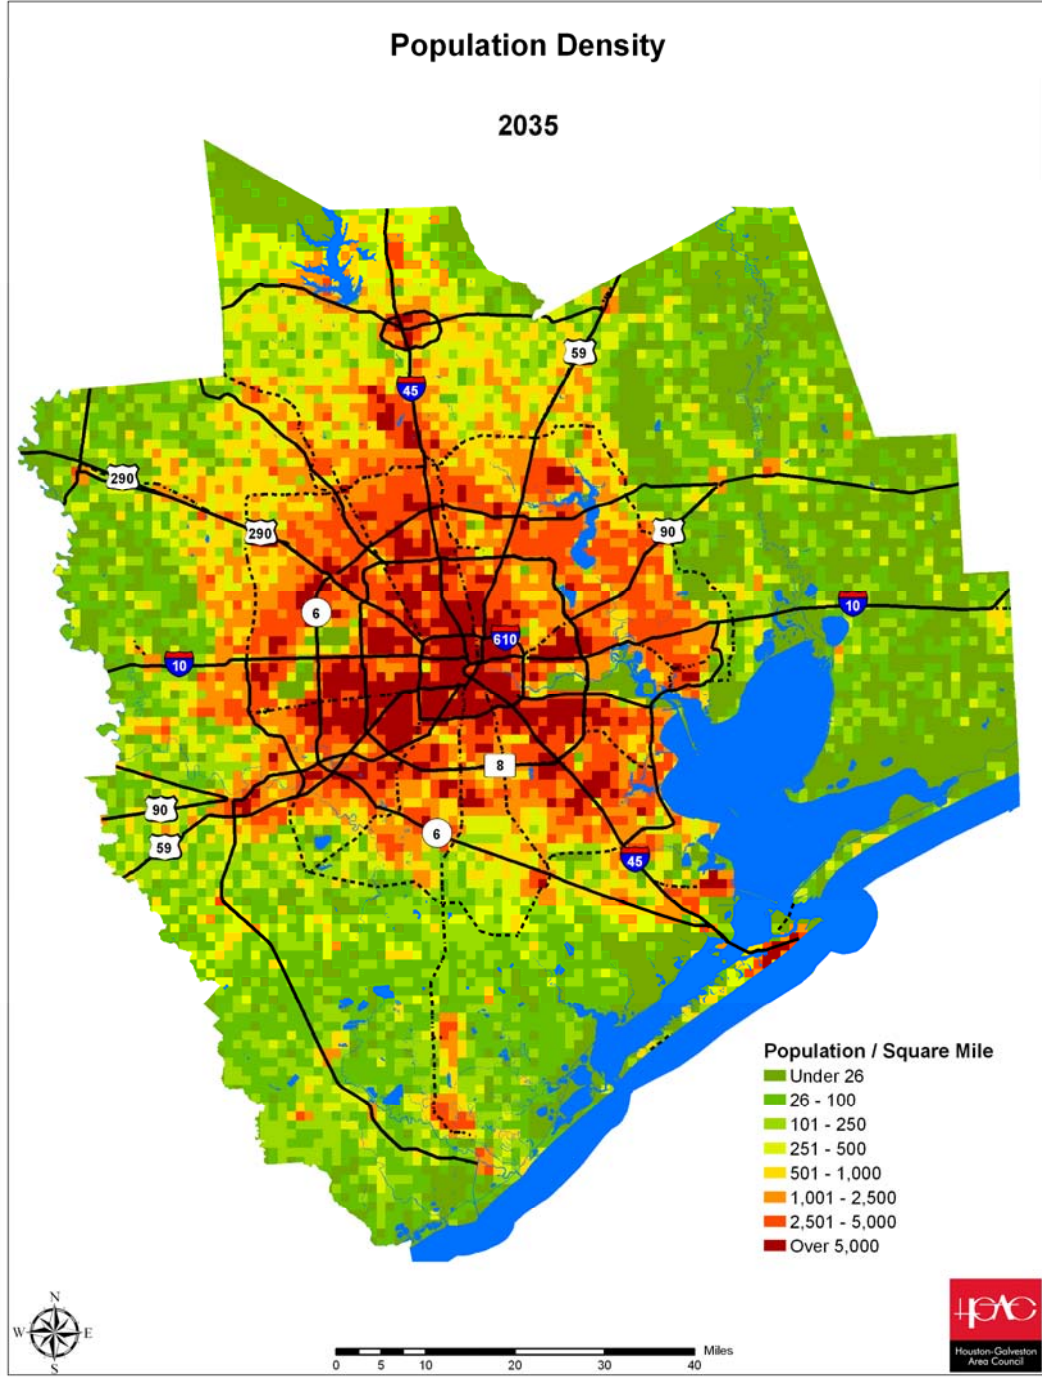 Population Density
2035
59
45
290
290
90
6
10
610
10
8
90
59
6
45
Population / Square Mile
Under 26
26 - 100
101 - 250
251 - 500
501 - 1,000
1,001 - 2,500
2,501 - 5,000
Over 5,000
N
W E
S
Miles
0 5 10 20 30 40
HGAC
Houston-Galveston
Area Council